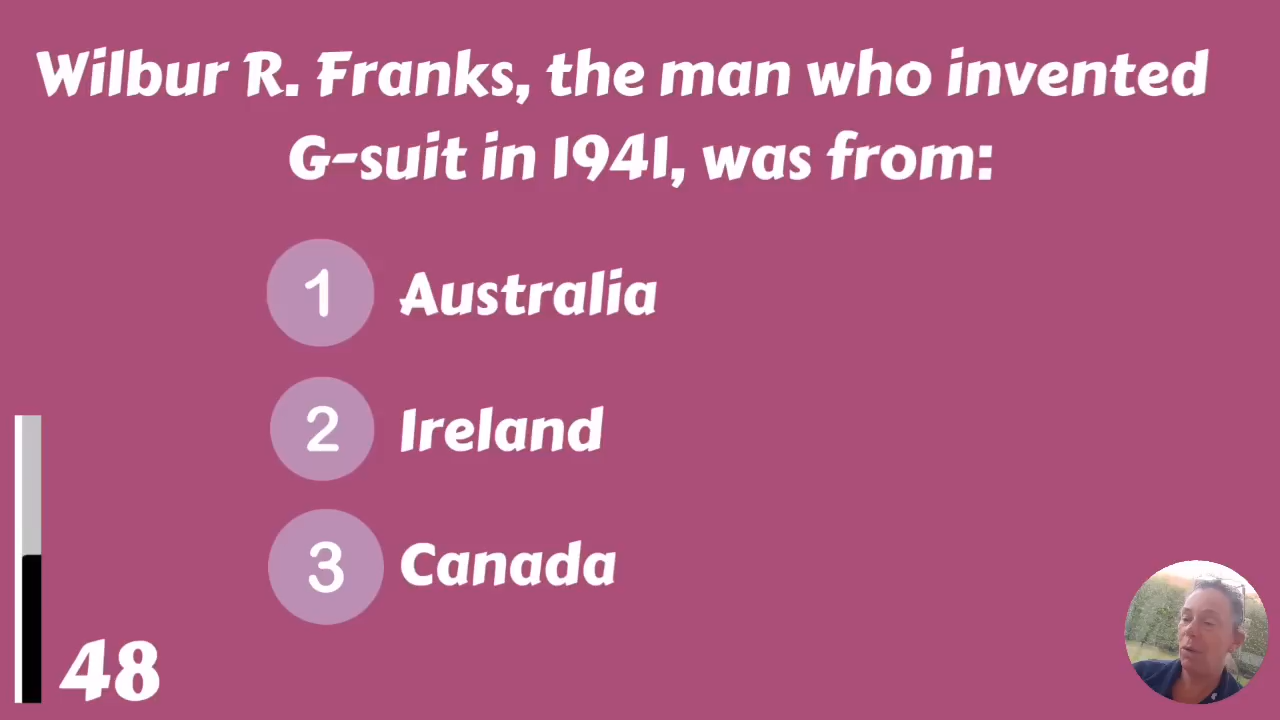 Wilbur R. Franks, the man who invented
G-suit in 1941, was from:
1 Australia
2 Ireland
3 Canada
48